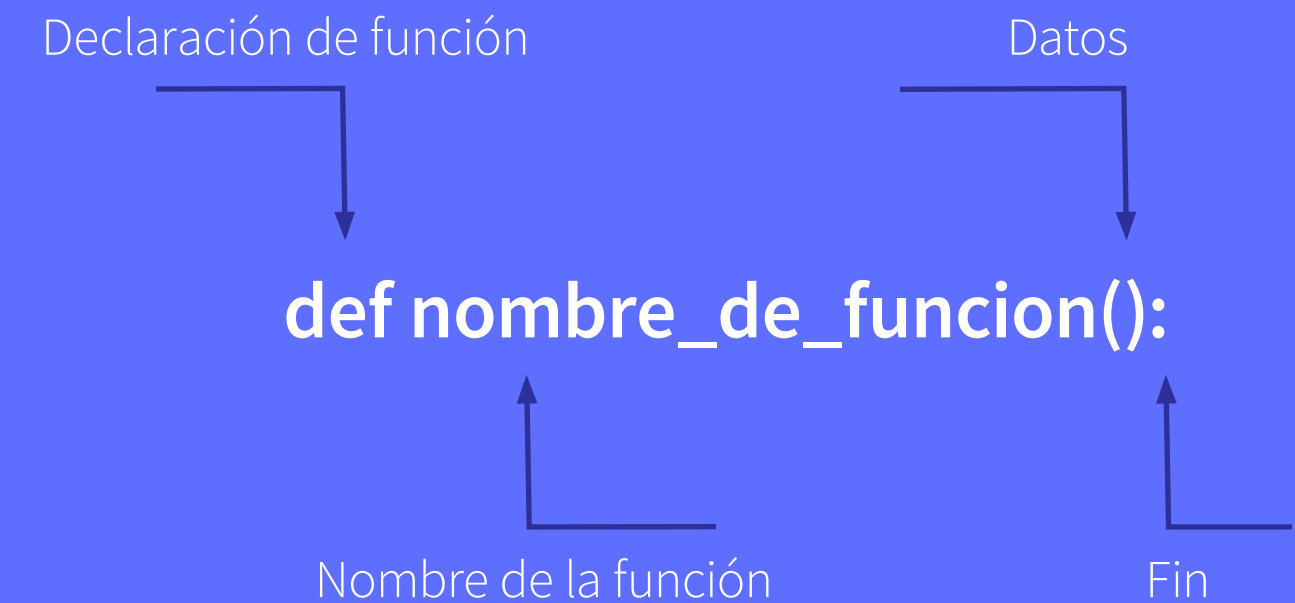 Declaración de función
Datos
def nombre_de_funcion():
Nombre de la función
Fin